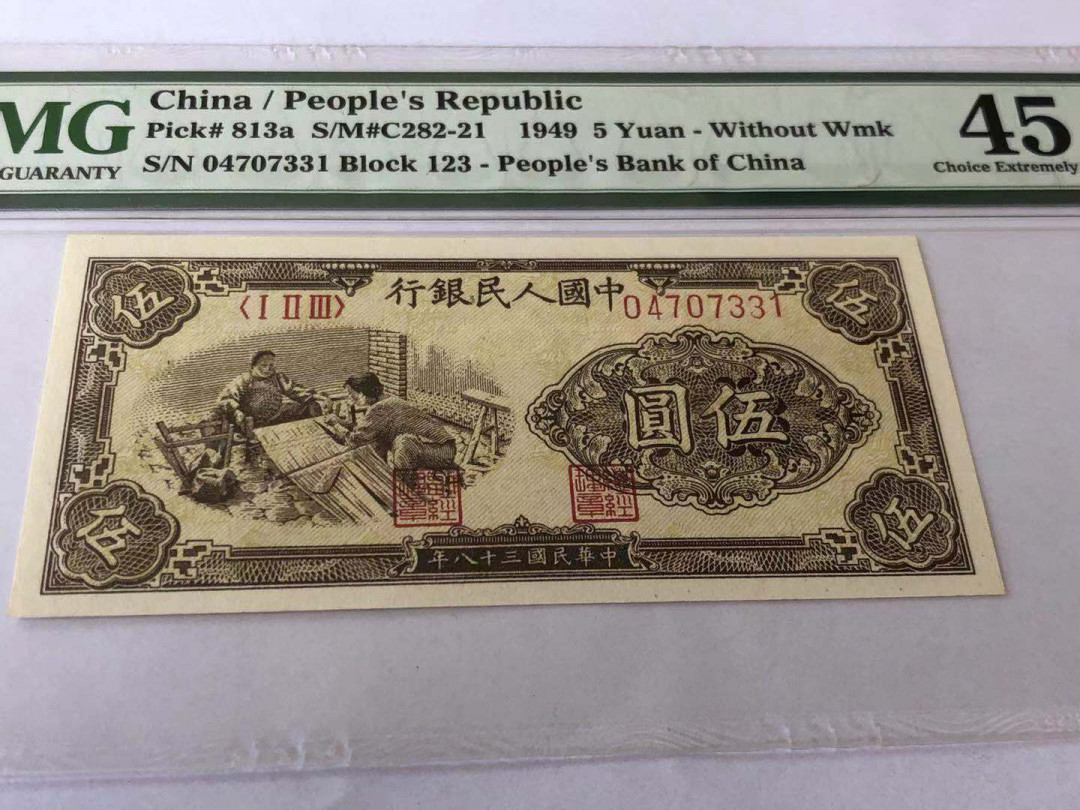 MG
GUARANTY
China / People's Republic
Pick# 813a S/M#C282-21 1949 5 Yuan - Without Wmk
S/N 04707331 Block 123 - People's Bank of China
45
Choice Extremely
行銀民人國中
〈I II III〉
04707331
伍
伍
圓伍
伍
伍
年八十三國民華中